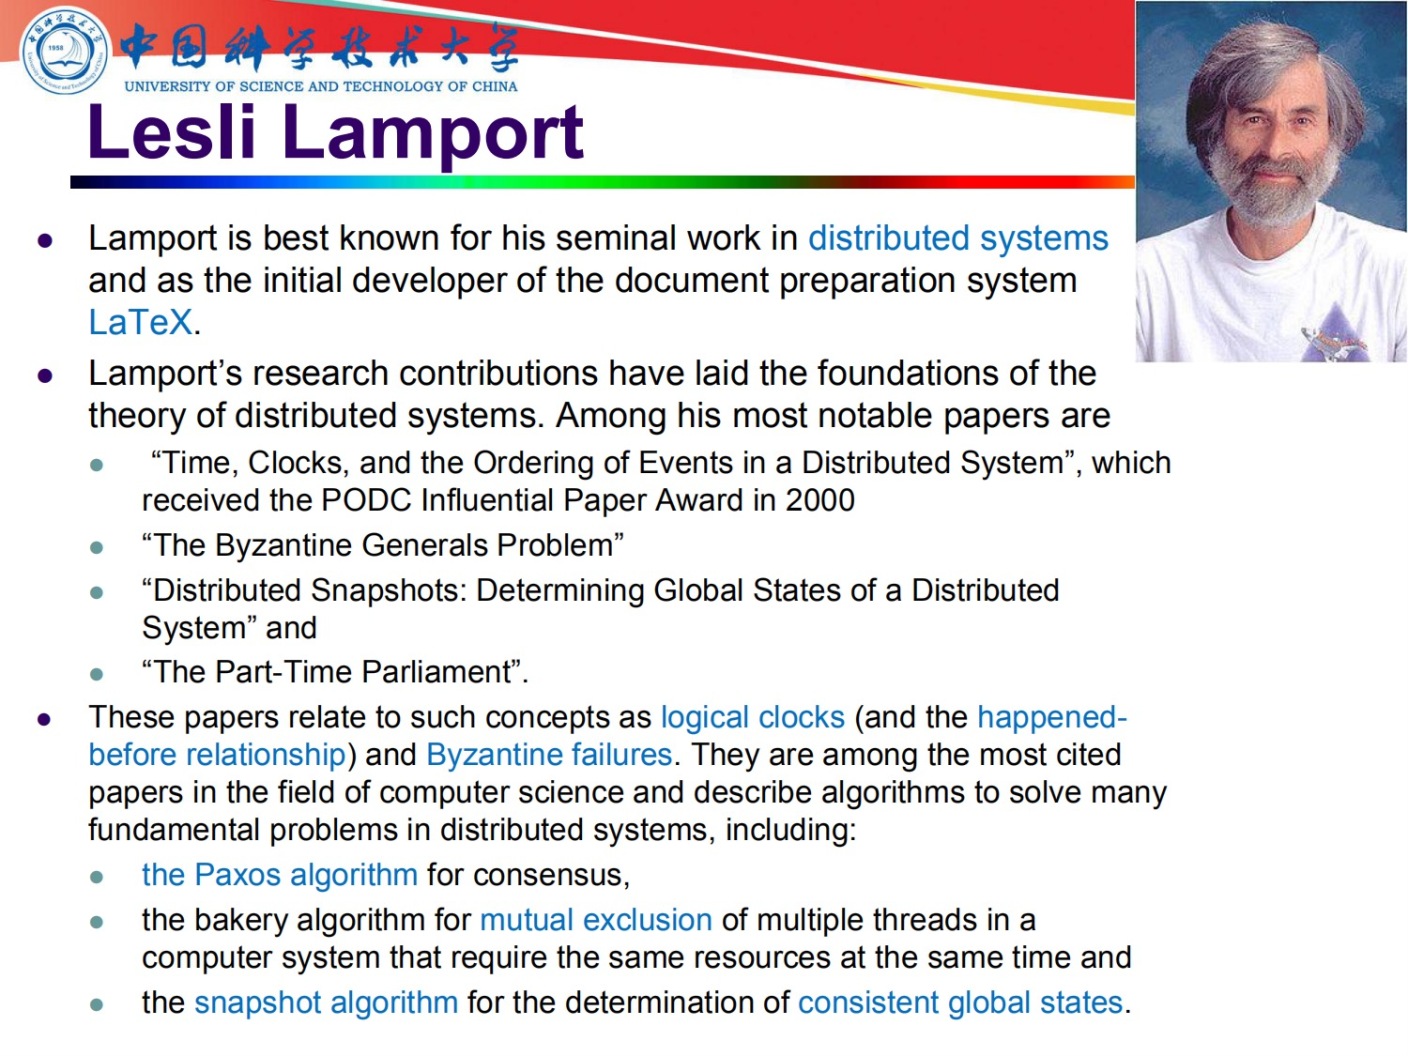 中国科学技术大学
UNIVERSITY OF SCIENCE AND TECHNOLOGY OF CHINA
1958
Lesli Lamport
Lamport is best known for his seminal work in distributed systems
and as the initial developer of the document preparation system
LaTeX.
Lamport’s research contributions have laid the foundations of the
theory of distributed systems. Among his most notable papers are
“Time, Clocks, and the Ordering of Events in a Distributed System”, which
received the PODC Influential Paper Award in 2000
“The Byzantine Generals Problem”
“Distributed Snapshots: Determining Global States of a Distributed
System” and
“The Part-Time Parliament”.
These papers relate to such concepts as logical clocks (and the happened-
before relationship) and Byzantine failures. They are among the most cited
papers in the field of computer science and describe algorithms to solve many
fundamental problems in distributed systems, including:
the Paxos algorithm for consensus,
the bakery algorithm for mutual exclusion of multiple threads in a
computer system that require the same resources at the same time and
the snapshot algorithm for the determination of consistent global states.